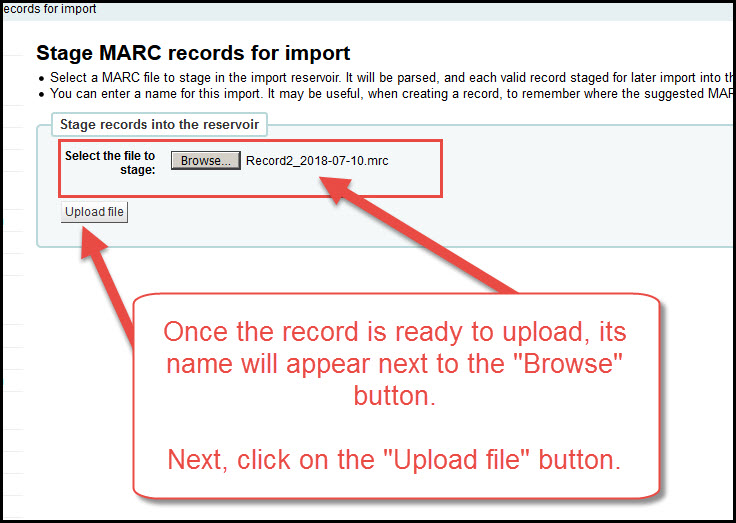 ecords for import
Stage MARC records for import
• Select a MARC file to stage in the import reservoir. It will be parsed, and each valid record staged for later import into th
• You can enter a name for this import. It may be useful, when creating a record, to remember where the suggested MAR
Stage records into the reservoir
Select the file to
stage:
Browse... Record2_2018-07-10.mrc
Upload file
Once the record is ready to upload, its
name will appear next to the "Browse"
button.
Next, click on the "Upload file" button.